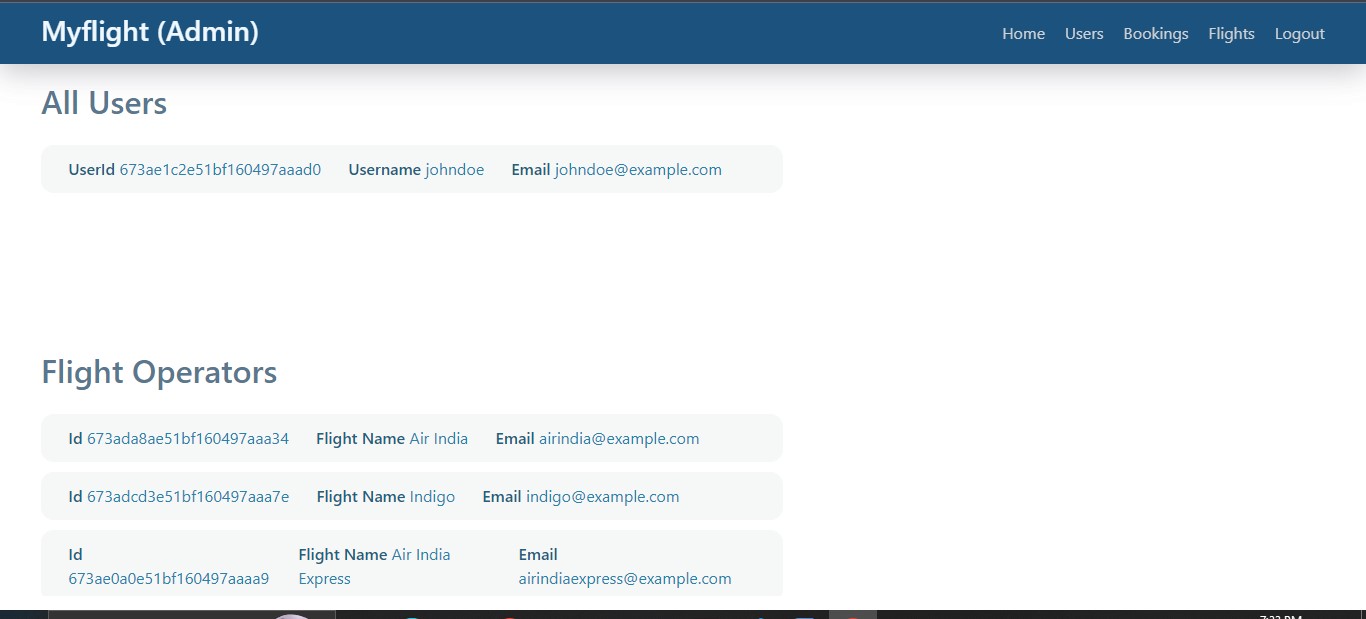 Myflight (Admin)
Home Users Bookings Flights Logout
All Users
UserId 673ae1c2e51bf160497aaad0 Username johndoe Email johndoe@example.com
Flight Operators
Id 673ada8ae51bf160497aaa34 Flight Name Air India Email airindia@example.com
Id 673adcd3e51bf160497aaa7e Flight Name Indigo Email indigo@example.com
Id Flight Name Air India Email
673ae0a0e51bf160497aaaa9 Express airindiaexpress@example.com